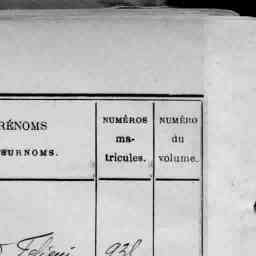 RÉNOMS
SURNOMS.
NUMÉROS
ma-
tricules.
NUMÉRO
du
volume.
938